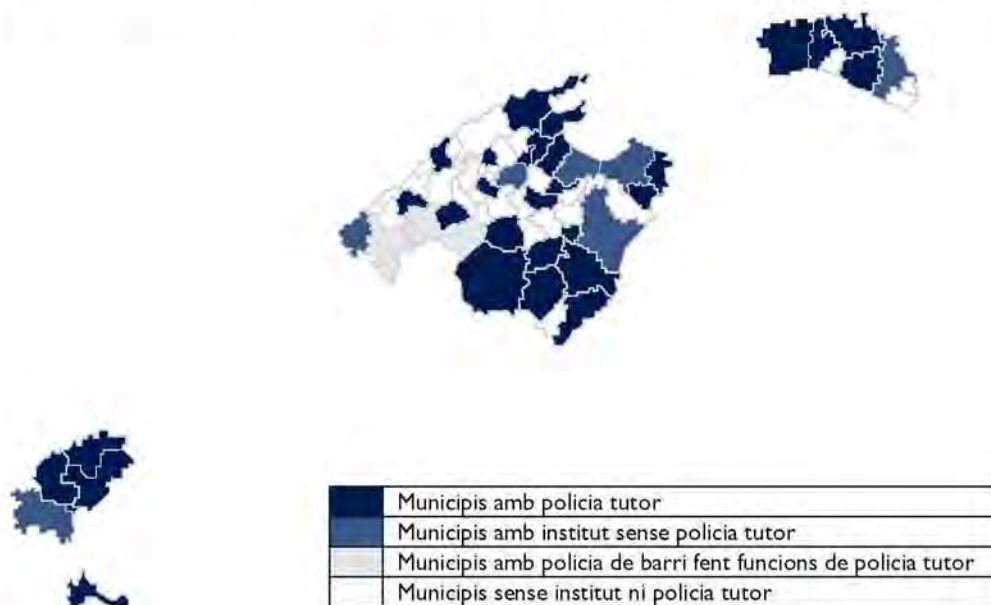 Municipis amb policia tutor
Municipis amb institut sense policia tutor
Municipis amb policia de barri fent funcions de policia tutor
Municipis sense institut ni policia tutor